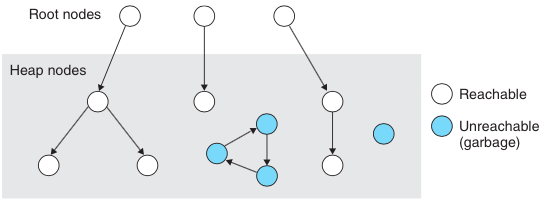 Root nodes
Heap nodes
Reachable
Unreachable
(garbage)